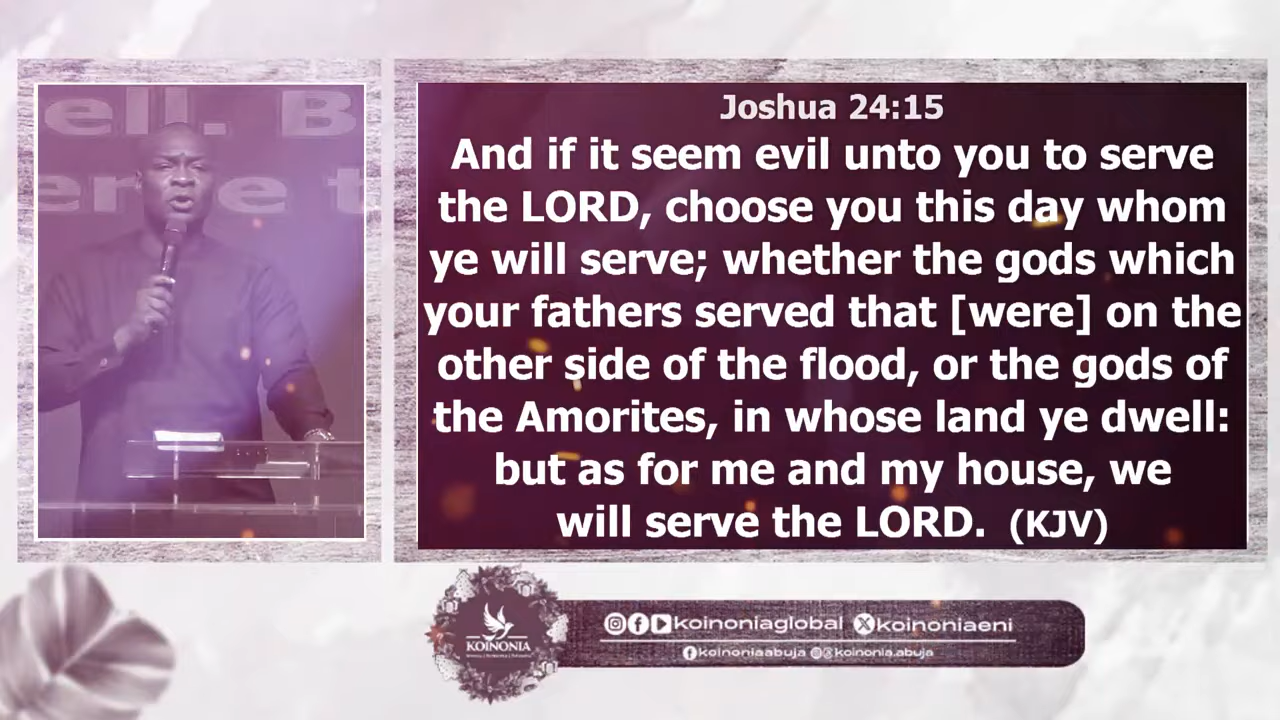 ell. B
er e t
Joshua 24:15
And if it seem evil unto you to serve
the LORD, choose you this day whom
ye will serve; whether the gods which
your fathers served that [were] on the
other side of the flood, or the gods of
the Amorites, in whose land ye dwell:
but as for me and my house, we
will serve the LORD. (KJV)
KOINONIA
koinoniaglobal koinoniaeni
koinoniaabuja @koinonia.abuja